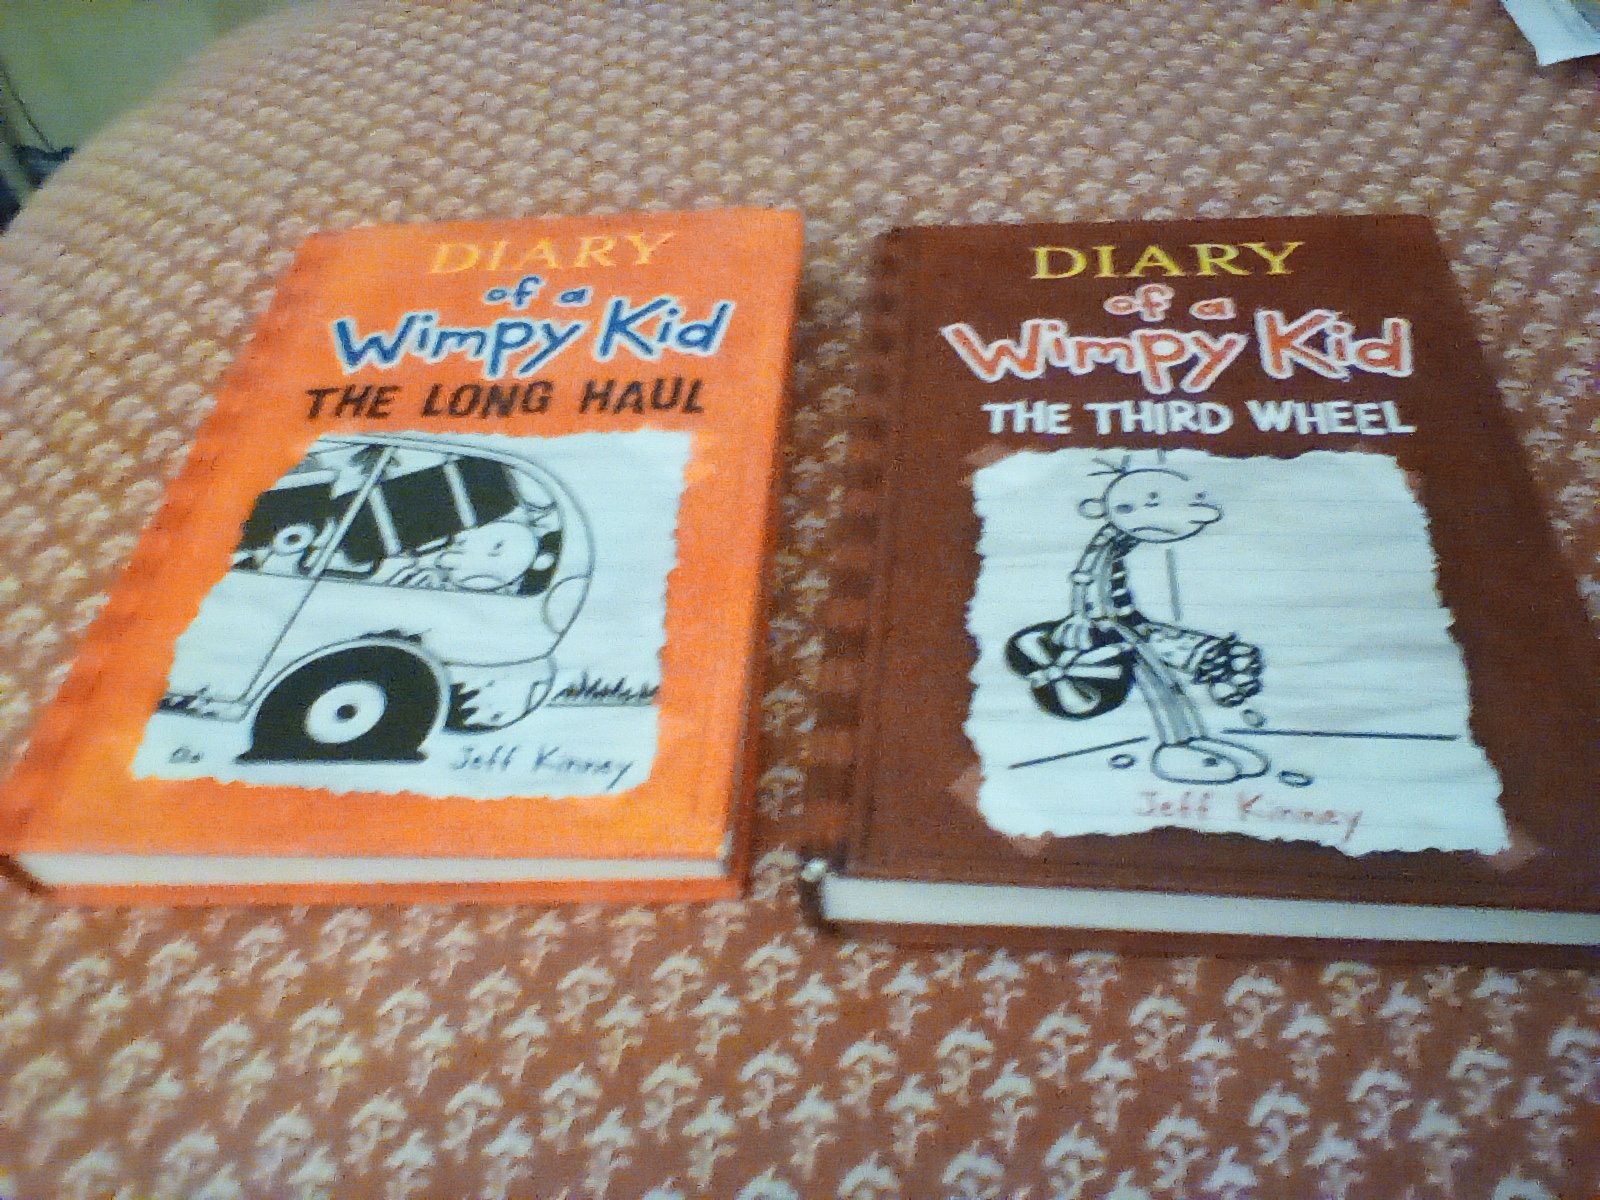 DIARY
of a
Wimpy Kid
THE LONG HAUL
Jeff Kinney
DIARY
of a
Wimpy Kid
THE THIRD WHEEL
Jeff Kinney